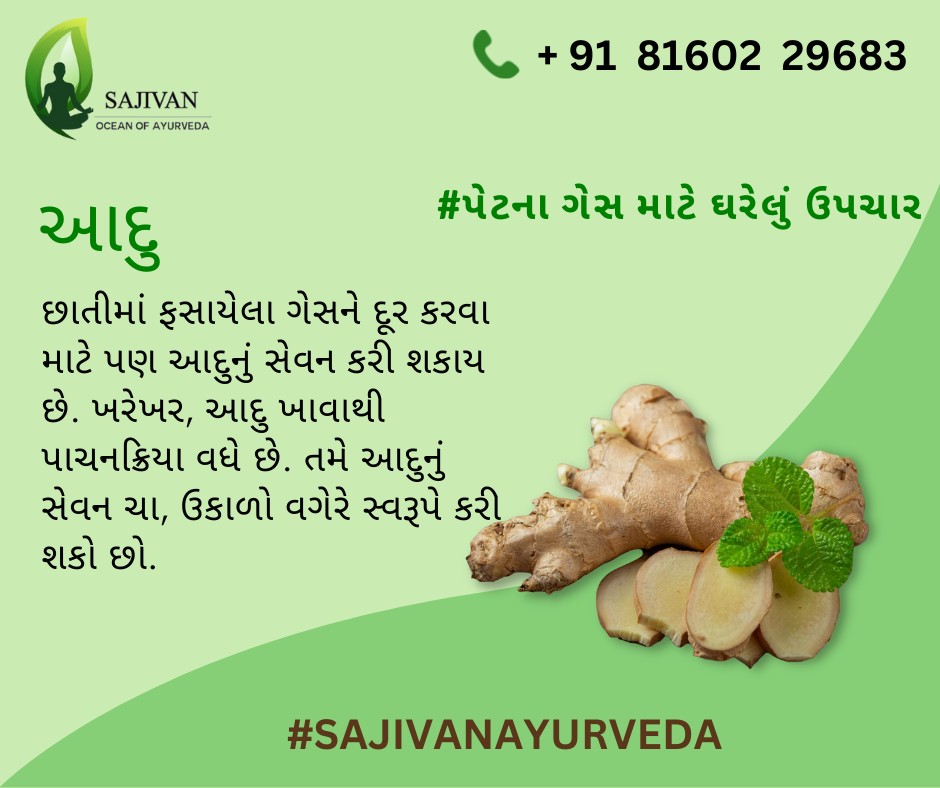 SAJIVAN
OCEAN OF AYURVEDA
+ 91 81602 29683
#પેટના ગેસ માટે ઘરેલું ઉપચાર
આદુ
છાતીમાં ફસાયેલા ગેસને દૂર કરવા
માટે પણ આદુનું સેવન કરી શકાય
છે. ખરેખર, આદુ ખાવાથી
પાચનક્રિયા વધે છે. તમે આદુનું
સેવન ચા, ઉકાળો વગેરે સ્વરૂપે કરી
શકો છો.
#SAJIVANAYURVEDA